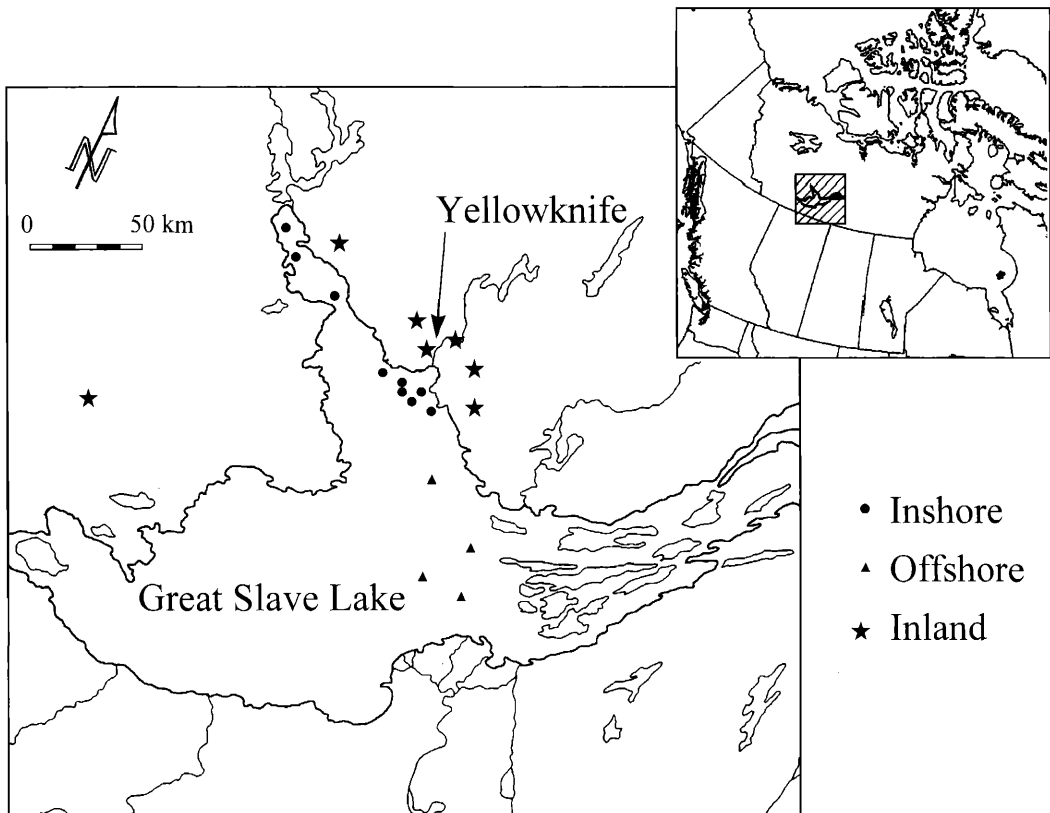 N
0 50 km
Yellowknife
Great Slave Lake
Inshore
Offshore
Inland